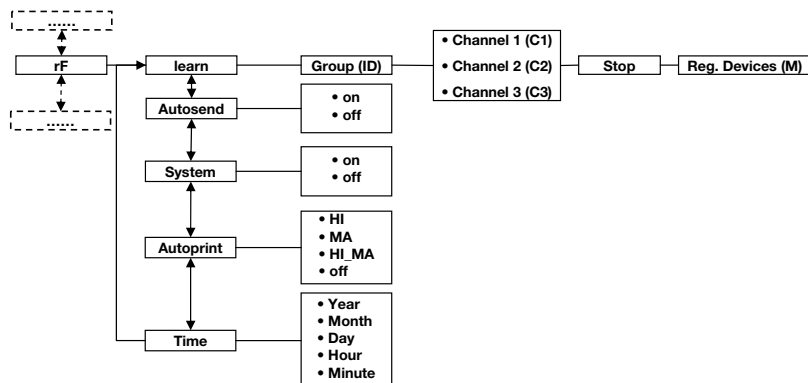 ......
rF
......
learn
Group (ID)
• Channel 1 (C1)
• Channel 2 (C2)
• Channel 3 (C3)
Stop
Reg. Devices (M)
Autosend
• on
• off
System
• on
• off
Autoprint
• HI
• MA
• HI_MA
• off
Time
• Year
• Month
• Day
• Hour
• Minute